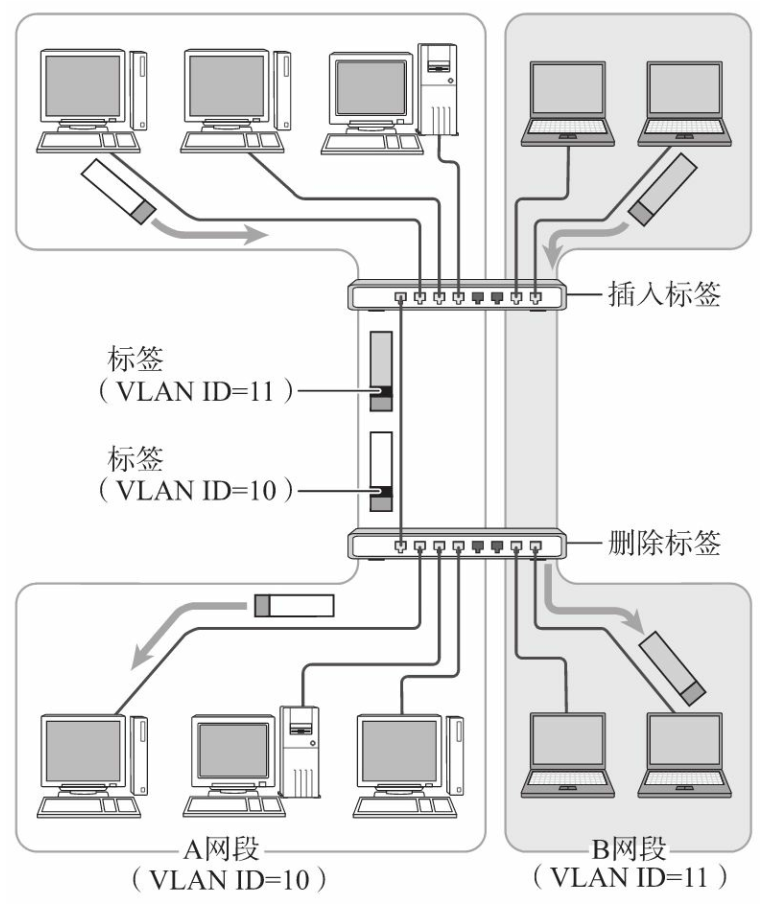 插入标签
标签
（VLAN ID=11）
标签
（VLAN ID=10）
删除标签
A网段
（VLAN ID=10）
B网段
（VLAN ID=11）